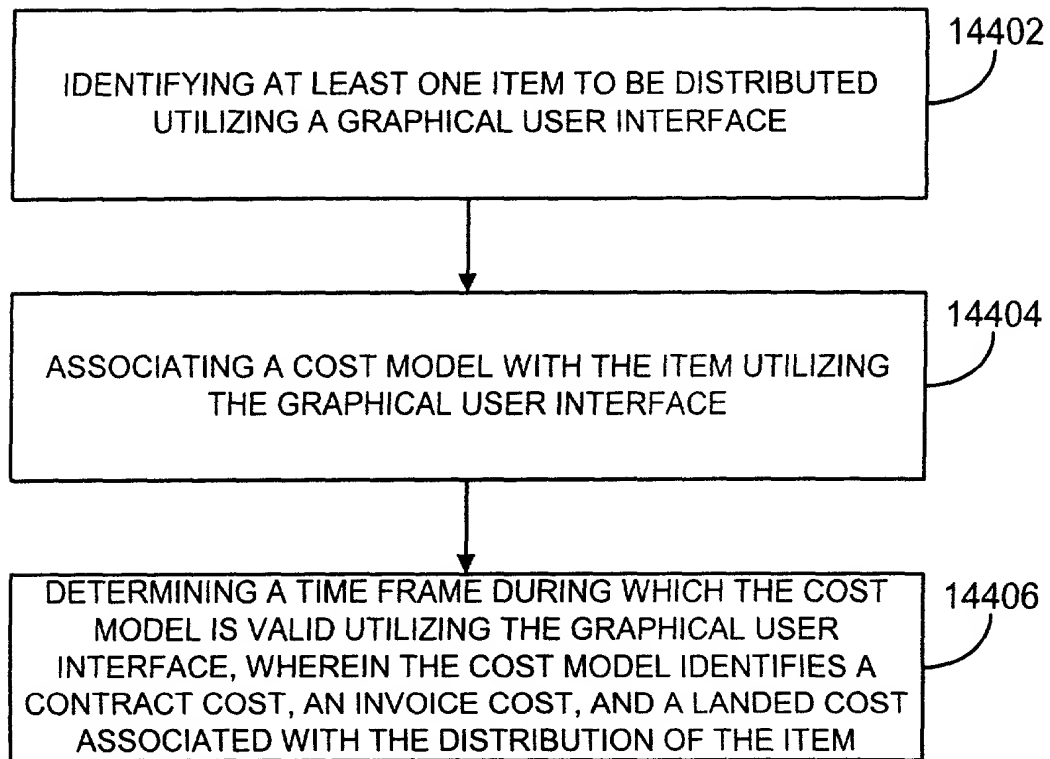 14402
IDENTIFYING AT LEAST ONE ITEM TO BE DISTRIBUTED
UTILIZING A GRAPHICAL USER INTERFACE
14404
ASSOCIATING A COST MODEL WITH THE ITEM UTILIZING
THE GRAPHICAL USER INTERFACE
14406
DETERMINING A TIME FRAME DURING WHICH THE COST
MODEL IS VALID UTILIZING THE GRAPHICAL USER
INTERFACE, WHEREIN THE COST MODEL IDENTIFIES A
CONTRACT COST, AN INVOICE COST, AND A LANDED COST
ASSOCIATED WITH THE DISTRIBUTION OF THE ITEM